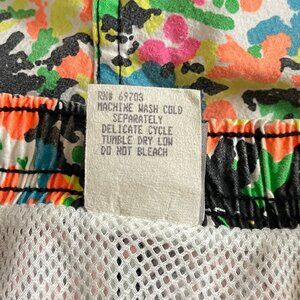 RN# 69703
MACHINE WASH COLD
SEPARATELY
DELICATE CYCLE
TUMBLE DRY LOW
DO NOT BLEACH